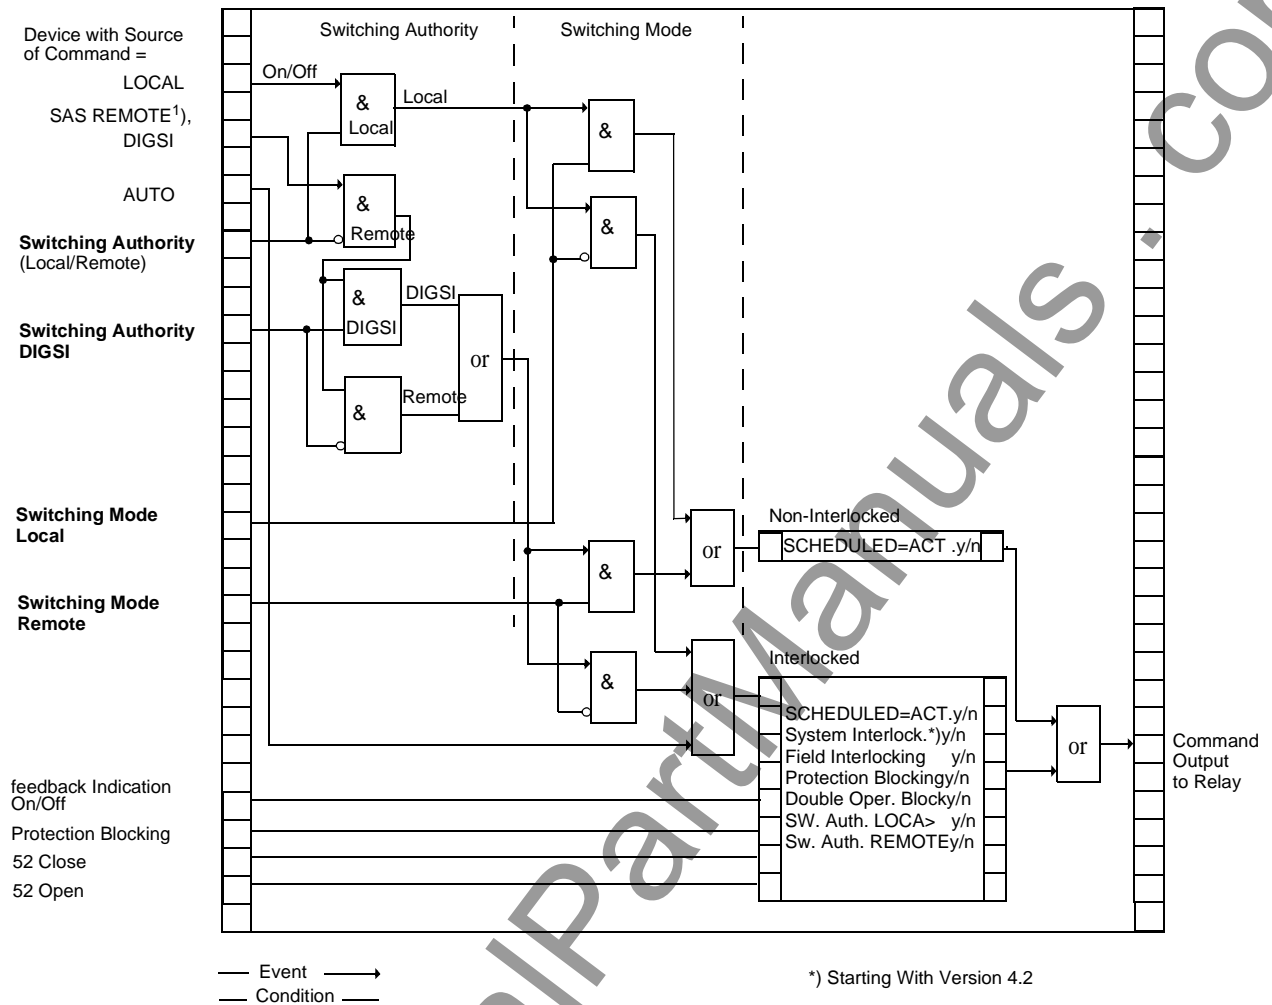 Switching Authority
Switching Mode
Device with Source
of Command =
LOCAL
SAS REMOTE1),
DIGSI
AUTO
Switching Authority
(Local/Remote)
Switching Authority
DIGSI
Switching Mode
Local
Switching Mode
Remote
feedback Indication
On/Off
Protection Blocking
52 Close
52 Open
On/Off
&
Local
Local
&
Remote
&
DIGSI
DIGSI
&
Remote
or
&
&
&
&
or
or
Non-Interlocked
SCHEDULED=ACT .y/n
Interlocked
SCHEDULED=ACT.y/n
System Interlock.*)y/n
Field Interlocking y/n
Protection Blockingy/n
Double Oper. Blocky/n
SW. Auth. LOCA> y/n
Sw. Auth. REMOTEy/n
or
Command
Output
to Relay
Event
Condition
*) Starting With Version 4.2
alPartManuals . co